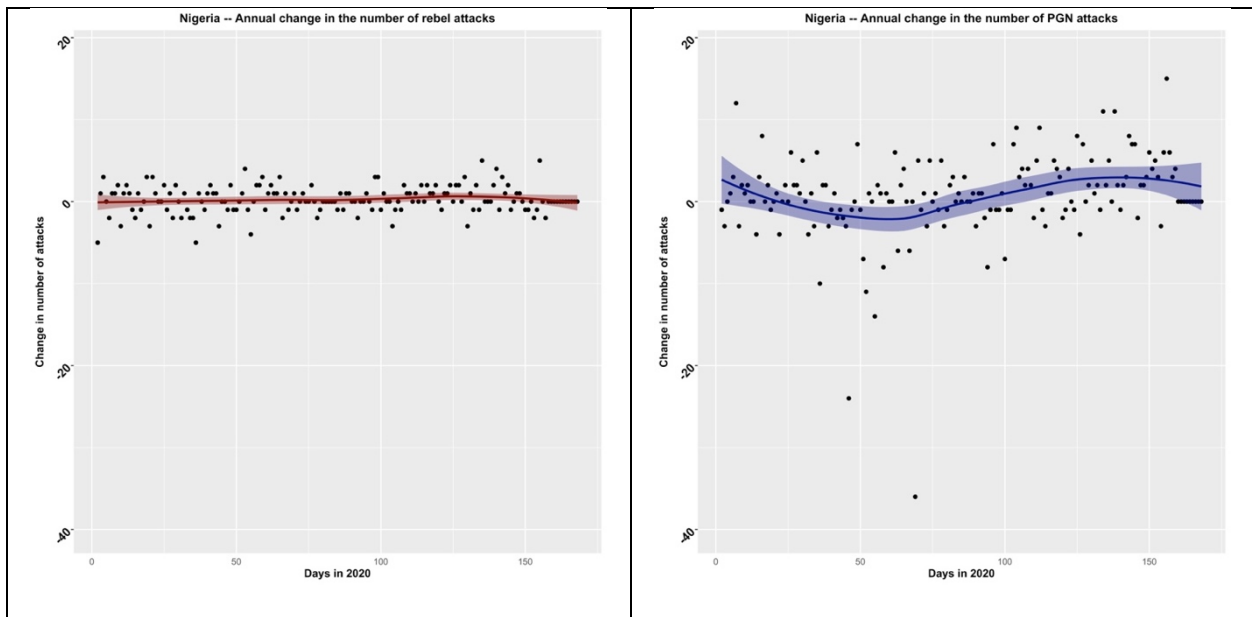 Nigeria -- Annual change in the number of rebel attacks
20
0
-20
-40
Change in number of attacks
0 50 100 150
Days in 2020
Nigeria -- Annual change in the number of PGN attacks
20
0
-20
-40
Change in number of attacks
0 50 100 150
Days in 2020